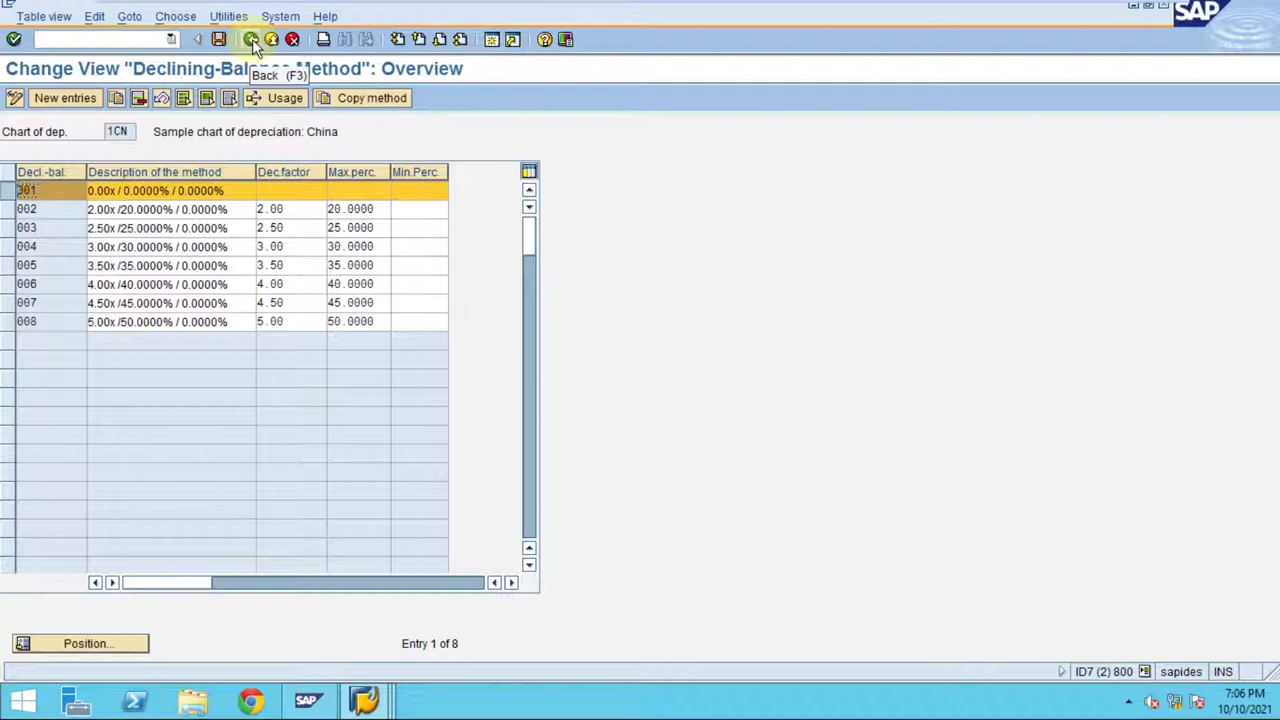 Table view Edit Goto Choose Utilities System Help
SAP
Change View "Declining-Balance Method": Overview
Back (F3)
New entries Usage Copy method
Chart of dep. 1CN Sample chart of depreciation: China
Decl.-bal. Description of the method Dec.factor Max.perc. Min.Perc.
001 0.00x / 0.0000% / 0.0000%
002 2.00x /20.0000% / 0.0000% 2.00 20.0000
003 2.50x /25.0000% / 0.0000% 2.50 25.0000
004 3.00x /30.0000% / 0.0000% 3.00 30.0000
005 3.50x /35.0000% / 0.0000% 3.50 35.0000
006 4.00x /40.0000% / 0.0000% 4.00 40.0000
007 4.50x /45.0000% / 0.0000% 4.50 45.0000
008 5.00x /50.0000% / 0.0000% 5.00 50.0000
Position... Entry 1 of 8
ID7 (2) 800 sapides INS
SAP
7:06 PM
10/10/2021